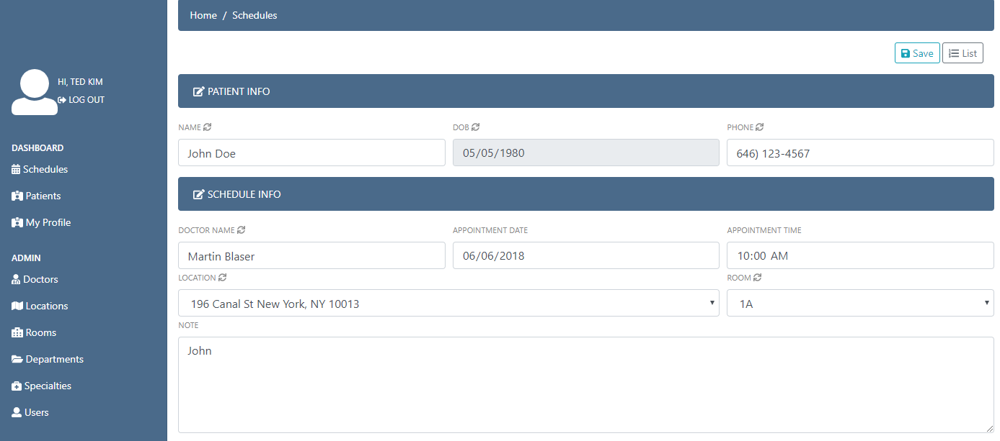 Home / Schedules
Save
List
HI, TED KIM
LOG OUT
DASHBOARD
Schedules
Patients
My Profile
ADMIN
Doctors
Locations
Rooms
Departments
Specialties
Users
PATIENT INFO
NAME DOB PHONE
John Doe 05/05/1980 646) 123-4567
SCHEDULE INFO
DOCTOR NAME APPOINTMENT DATE APPOINTMENT TIME
Martin Blaser 06/06/2018 10:00 AM
LOCATION ROOM
196 Canal St New York, NY 10013 1A
NOTE
John